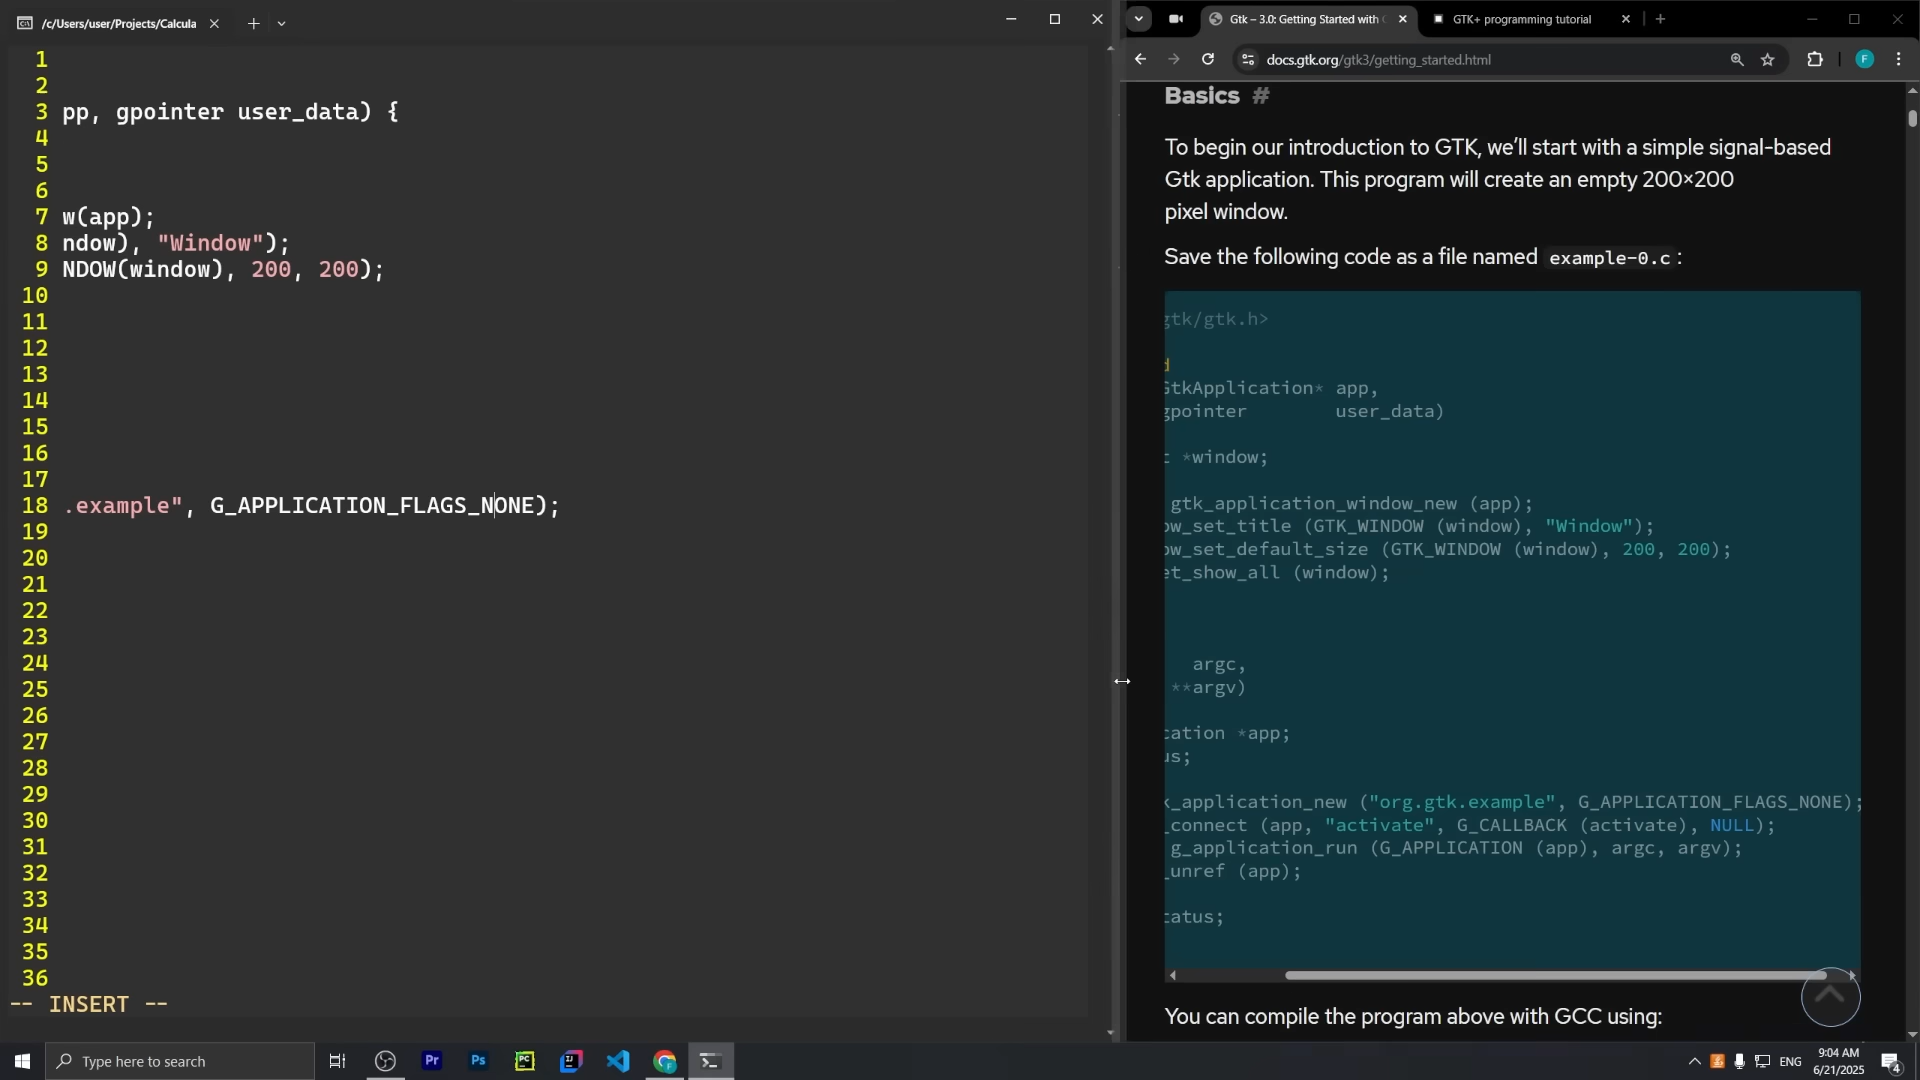 /c/Users/user/Projects/Calcula
Gtk – 3.0: Getting Started with
GTK+ programming tutorial
docs.gtk.org/gtk3/getting_started.html
F
1
2
3 pp, gpointer user_data) {
4
5
6
7 w(app);
8 ndow), "Window");
9 NDOW(window), 200, 200);
10
11
12
13
14
15
16
17
18 .example", G_APPLICATION_FLAGS_NONE);
19
20
21
22
23
24
25
26
27
28
29
30
31
32
33
34
35
36
-- INSERT --
Basics #
To begin our introduction to GTK, we’ll start with a simple signal-based
Gtk application. This program will create an empty 200×200
pixel window.
Save the following code as a file named example-0.c :
gtk/gtk.h>
d
GtkApplication* app,
gpointer user_data)
t *window;
gtk_application_window_new (app);
ow_set_title (GTK_WINDOW (window), "Window");
ow_set_default_size (GTK_WINDOW (window), 200, 200);
et_show_all (window);
argc,
**argv)
cation *app;
us;
k_application_new ("org.gtk.example", G_APPLICATION_FLAGS_NONE);
_connect (app, "activate", G_CALLBACK (activate), NULL);
g_application_run (G_APPLICATION (app), argc, argv);
_unref (app);
tatus;
You can compile the program above with GCC using:
Type here to search
Pr
Ps
PC
IJ
ENG
9:04 AM
6/21/2025
4